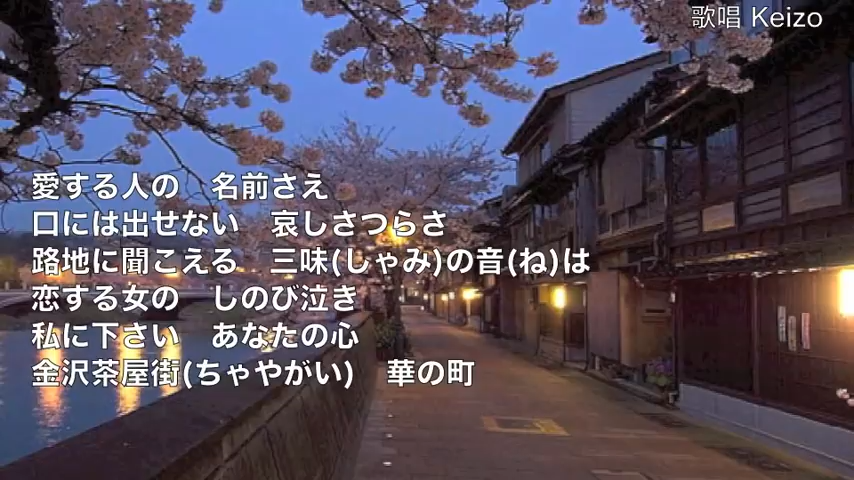 歌唱 Keizo
愛する人の　名前さえ
口には出せない　哀しさつらさ
路地に聞こえる　三味(しゃみ)の音(ね)は
恋する女の　しのび泣き
私に下さい　あなたの心
金沢茶屋街(ちゃやがい)　華の町